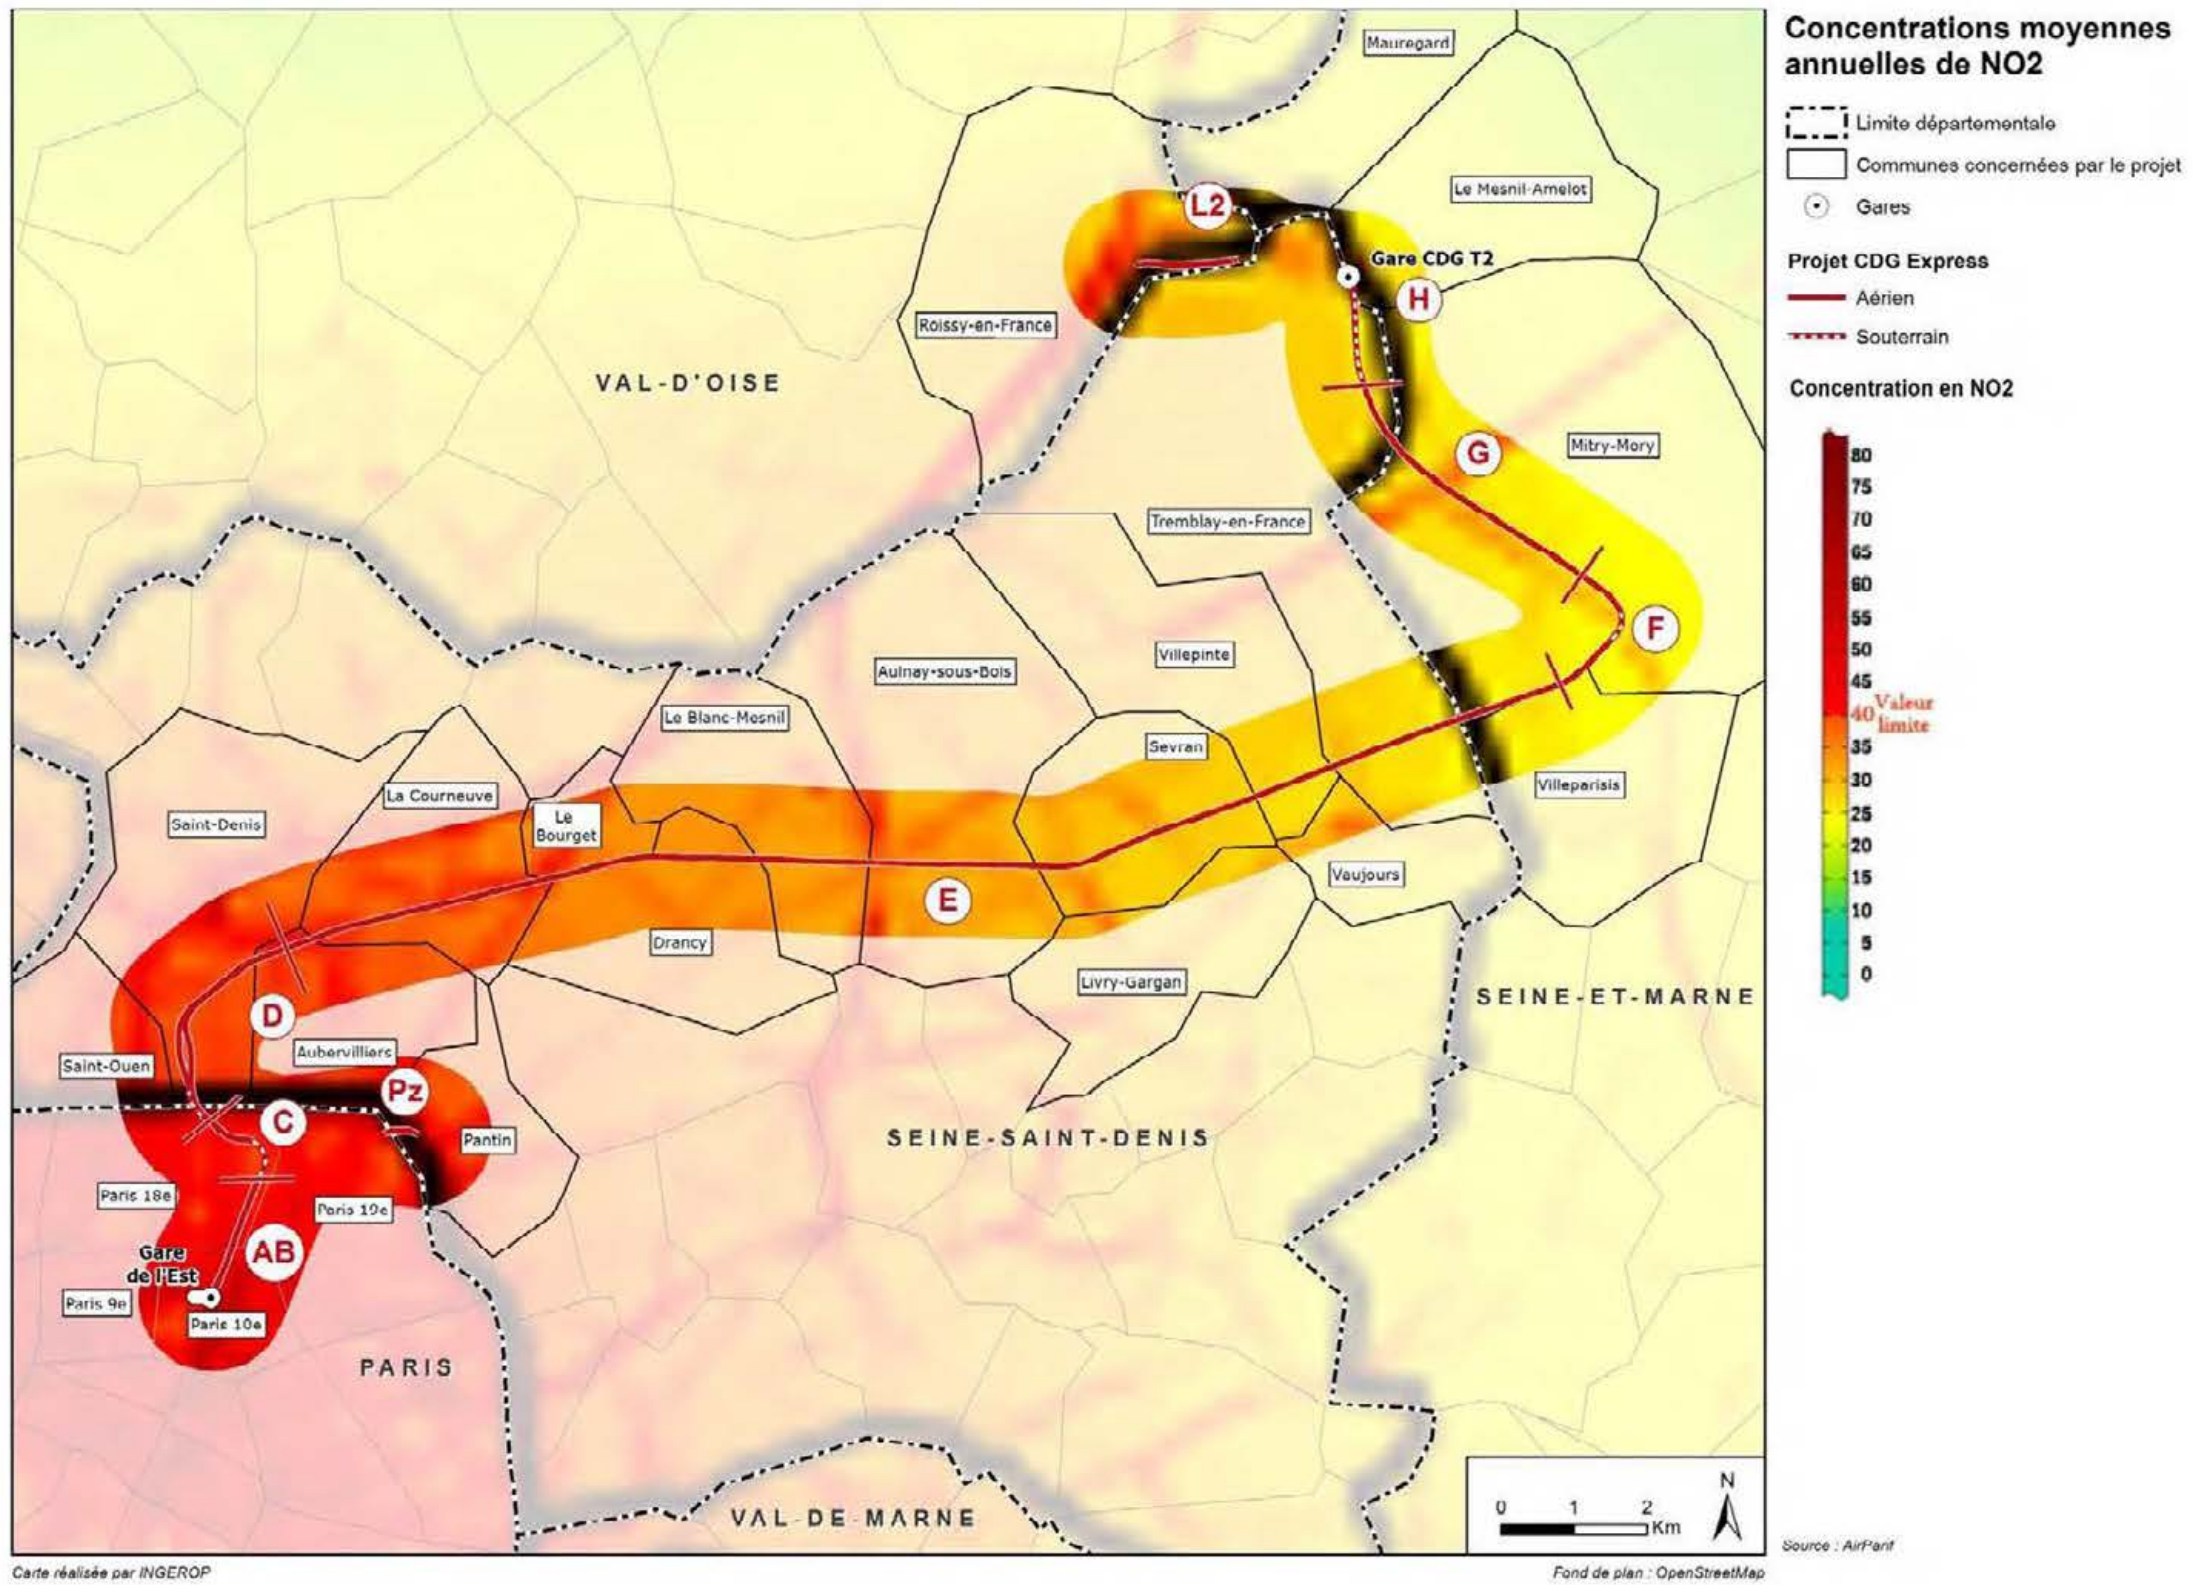 Concentrations moyennes
annuelles de NO2
Limite départementale
Communes concernées par le projet
Gares
Projet CDG Express
Aérien
Souterrain
Concentration en NO2
80
75
70
65
60
55
50
45
40 Valeur
limite
35
30
25
20
15
10
5
0
Source : AirParif
Mauregard
Le Mesnil-Amelot
L2
Gare CDG T2
H
Roissy-en-France
VAL-D'OISE
G
Mitry-Mory
Tremblay-en-France
F
Villepinte
Aulnay-sous-Bois
Le Blanc-Mesnil
Sevran
Villeparisis
La Courneuve
Saint-Denis
Le
Bourget
Vaujours
E
Drancy
Livry-Gargan
SEINE-ET-MARNE
D
Aubervilliers
Saint-Ouen
Pz
C
Pantin
SEINE-SAINT-DENIS
Paris 18e
Paris 19e
AB
Gare
de l'Est
Paris 9e
Paris 10e
PARIS
VAL-DE-MARNE
N
0 1 2
Km
Carte réalisée par INGEROP
Fond de plan : OpenStreetMap